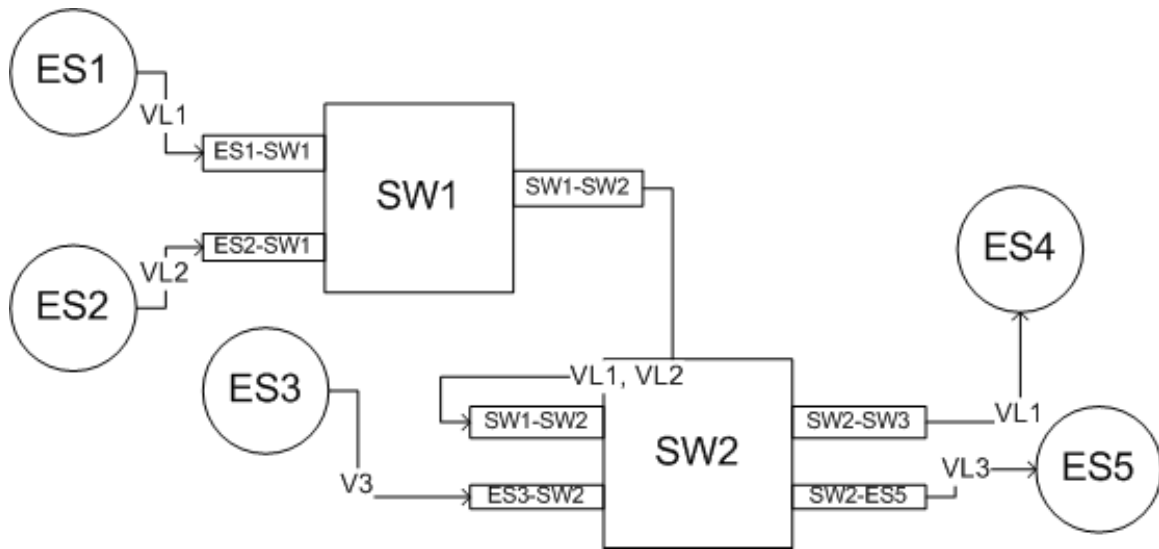 ES1
VL1
ES1-SW1
SW1
SW1-SW2
ES2-SW1
VL2
ES2
ES4
ES3
VL1, VL2
SW1-SW2
SW2
SW2-SW3
VL1
V3
ES3-SW2
SW2-ES5
VL3
ES5